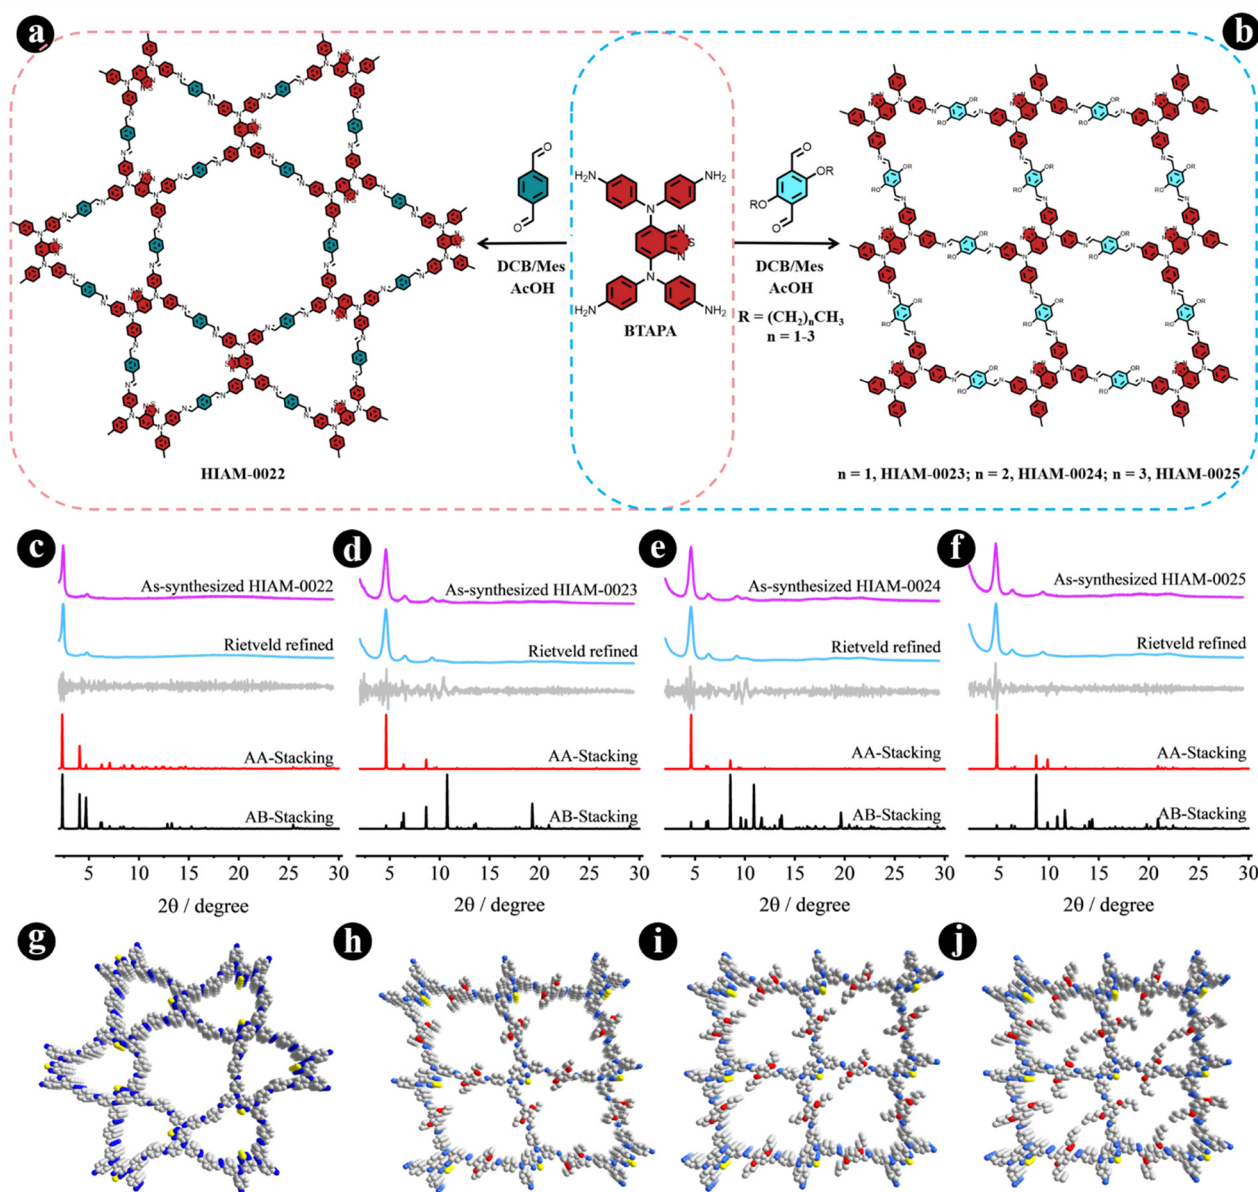 a
b
H₂N
NH₂
N
N
N
S
N
N
H₂N
NH₂
BTAPA
O
O
DCB/Mes
AcOH
O
OR
RO
O
DCB/Mes
AcOH
R = (CH₂)ₙCH₃
n = 1-3
HIAM-0022
n = 1, HIAM-0023; n = 2, HIAM-0024; n = 3, HIAM-0025
c
As-synthesized HIAM-0022
Rietveld refined
AA-Stacking
AB-Stacking
5 10 15 20 25 30
2θ / degree
d
As-synthesized HIAM-0023
Rietveld refined
AA-Stacking
AB-Stacking
5 10 15 20 25 30
2θ / degree
e
As-synthesized HIAM-0024
Rietveld refined
AA-Stacking
AB-Stacking
5 10 15 20 25 30
2θ / degree
f
As-synthesized HIAM-0025
Rietveld refined
AA-Stacking
AB-Stacking
5 10 15 20 25 30
2θ / degree
g
h
i
j